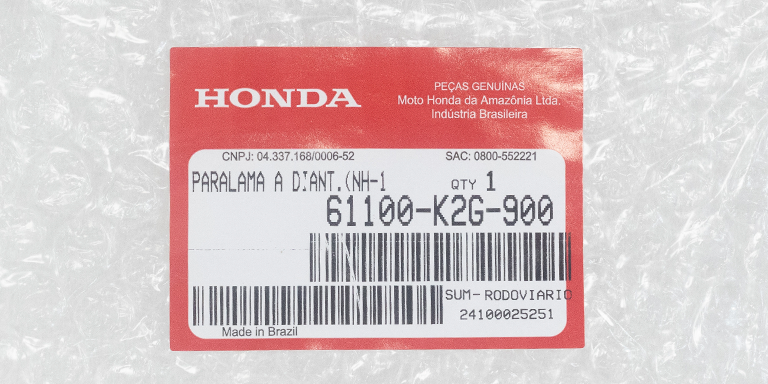 HONDA
PEÇAS GENUÍNAS
Moto Honda da Amazônia Ltda.
Indústria Brasileira
CNPJ: 04.337.168/0006-52 SAC: 0800-552221
PARALAMA A DIANT.(NH-1 QTY 1
61100-K2G-900
SUM-RODOVIARIO
24100025251
Made in Brazil